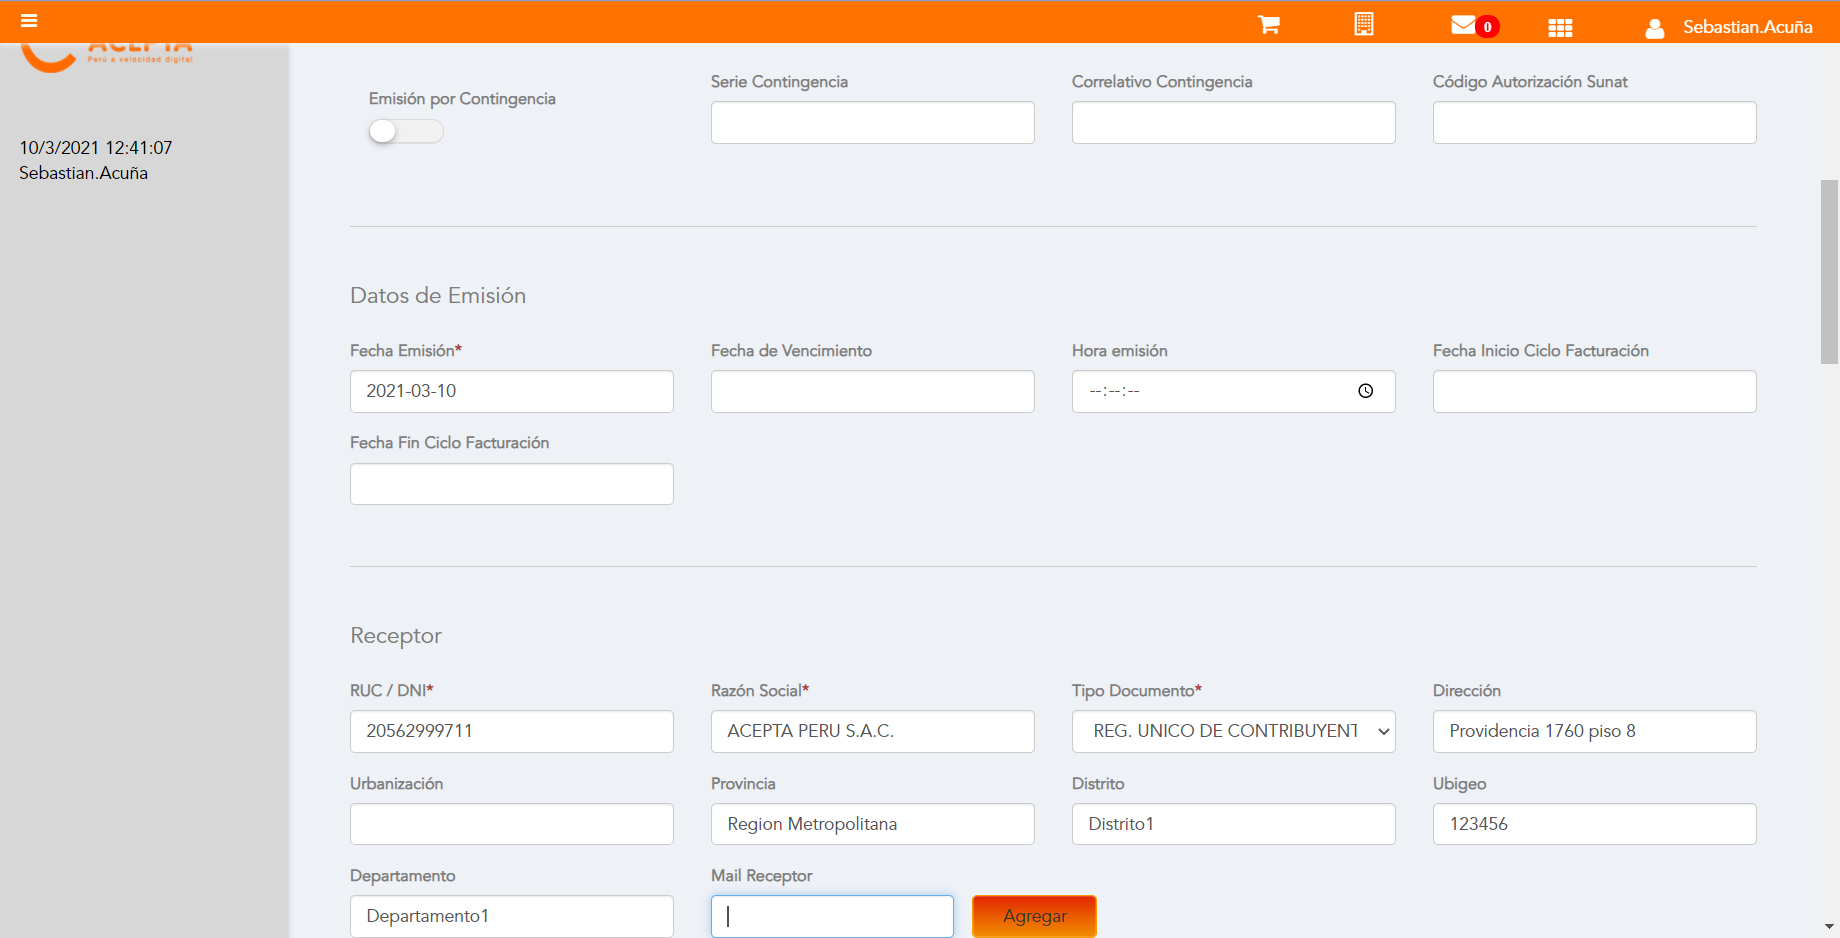 0
Sebastian.Acuña
ACEPTA
Perú a velocidad digital
10/3/2021 12:41:07
Sebastian.Acuña
Emisión por Contingencia
Serie Contingencia
Correlativo Contingencia
Código Autorización Sunat
Datos de Emisión
Fecha Emisión*
Fecha de Vencimiento
Hora emisión
Fecha Inicio Ciclo Facturación
2021-03-10
--:--:--
Fecha Fin Ciclo Facturación
Receptor
RUC / DNI*
Razón Social*
Tipo Documento*
Dirección
20562999711
ACEPTA PERU S.A.C.
REG. UNICO DE CONTRIBUYENT
Providencia 1760 piso 8
Urbanización
Provincia
Distrito
Ubigeo
Region Metropolitana
Distrito1
123456
Departamento
Mail Receptor
Departamento1
Agregar